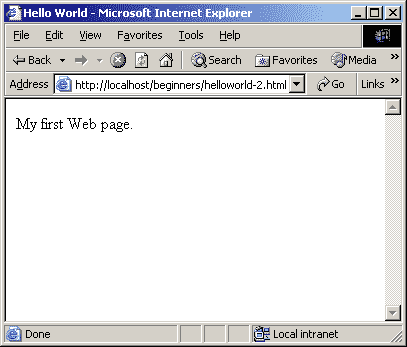 Hello World - Microsoft Internet Explorer
File Edit View Favorites Tools Help
Back Search Favorites Media »
Address http://localhost/beginners/helloworld-2.html Go Links »
My first Web page.
Done Local intranet